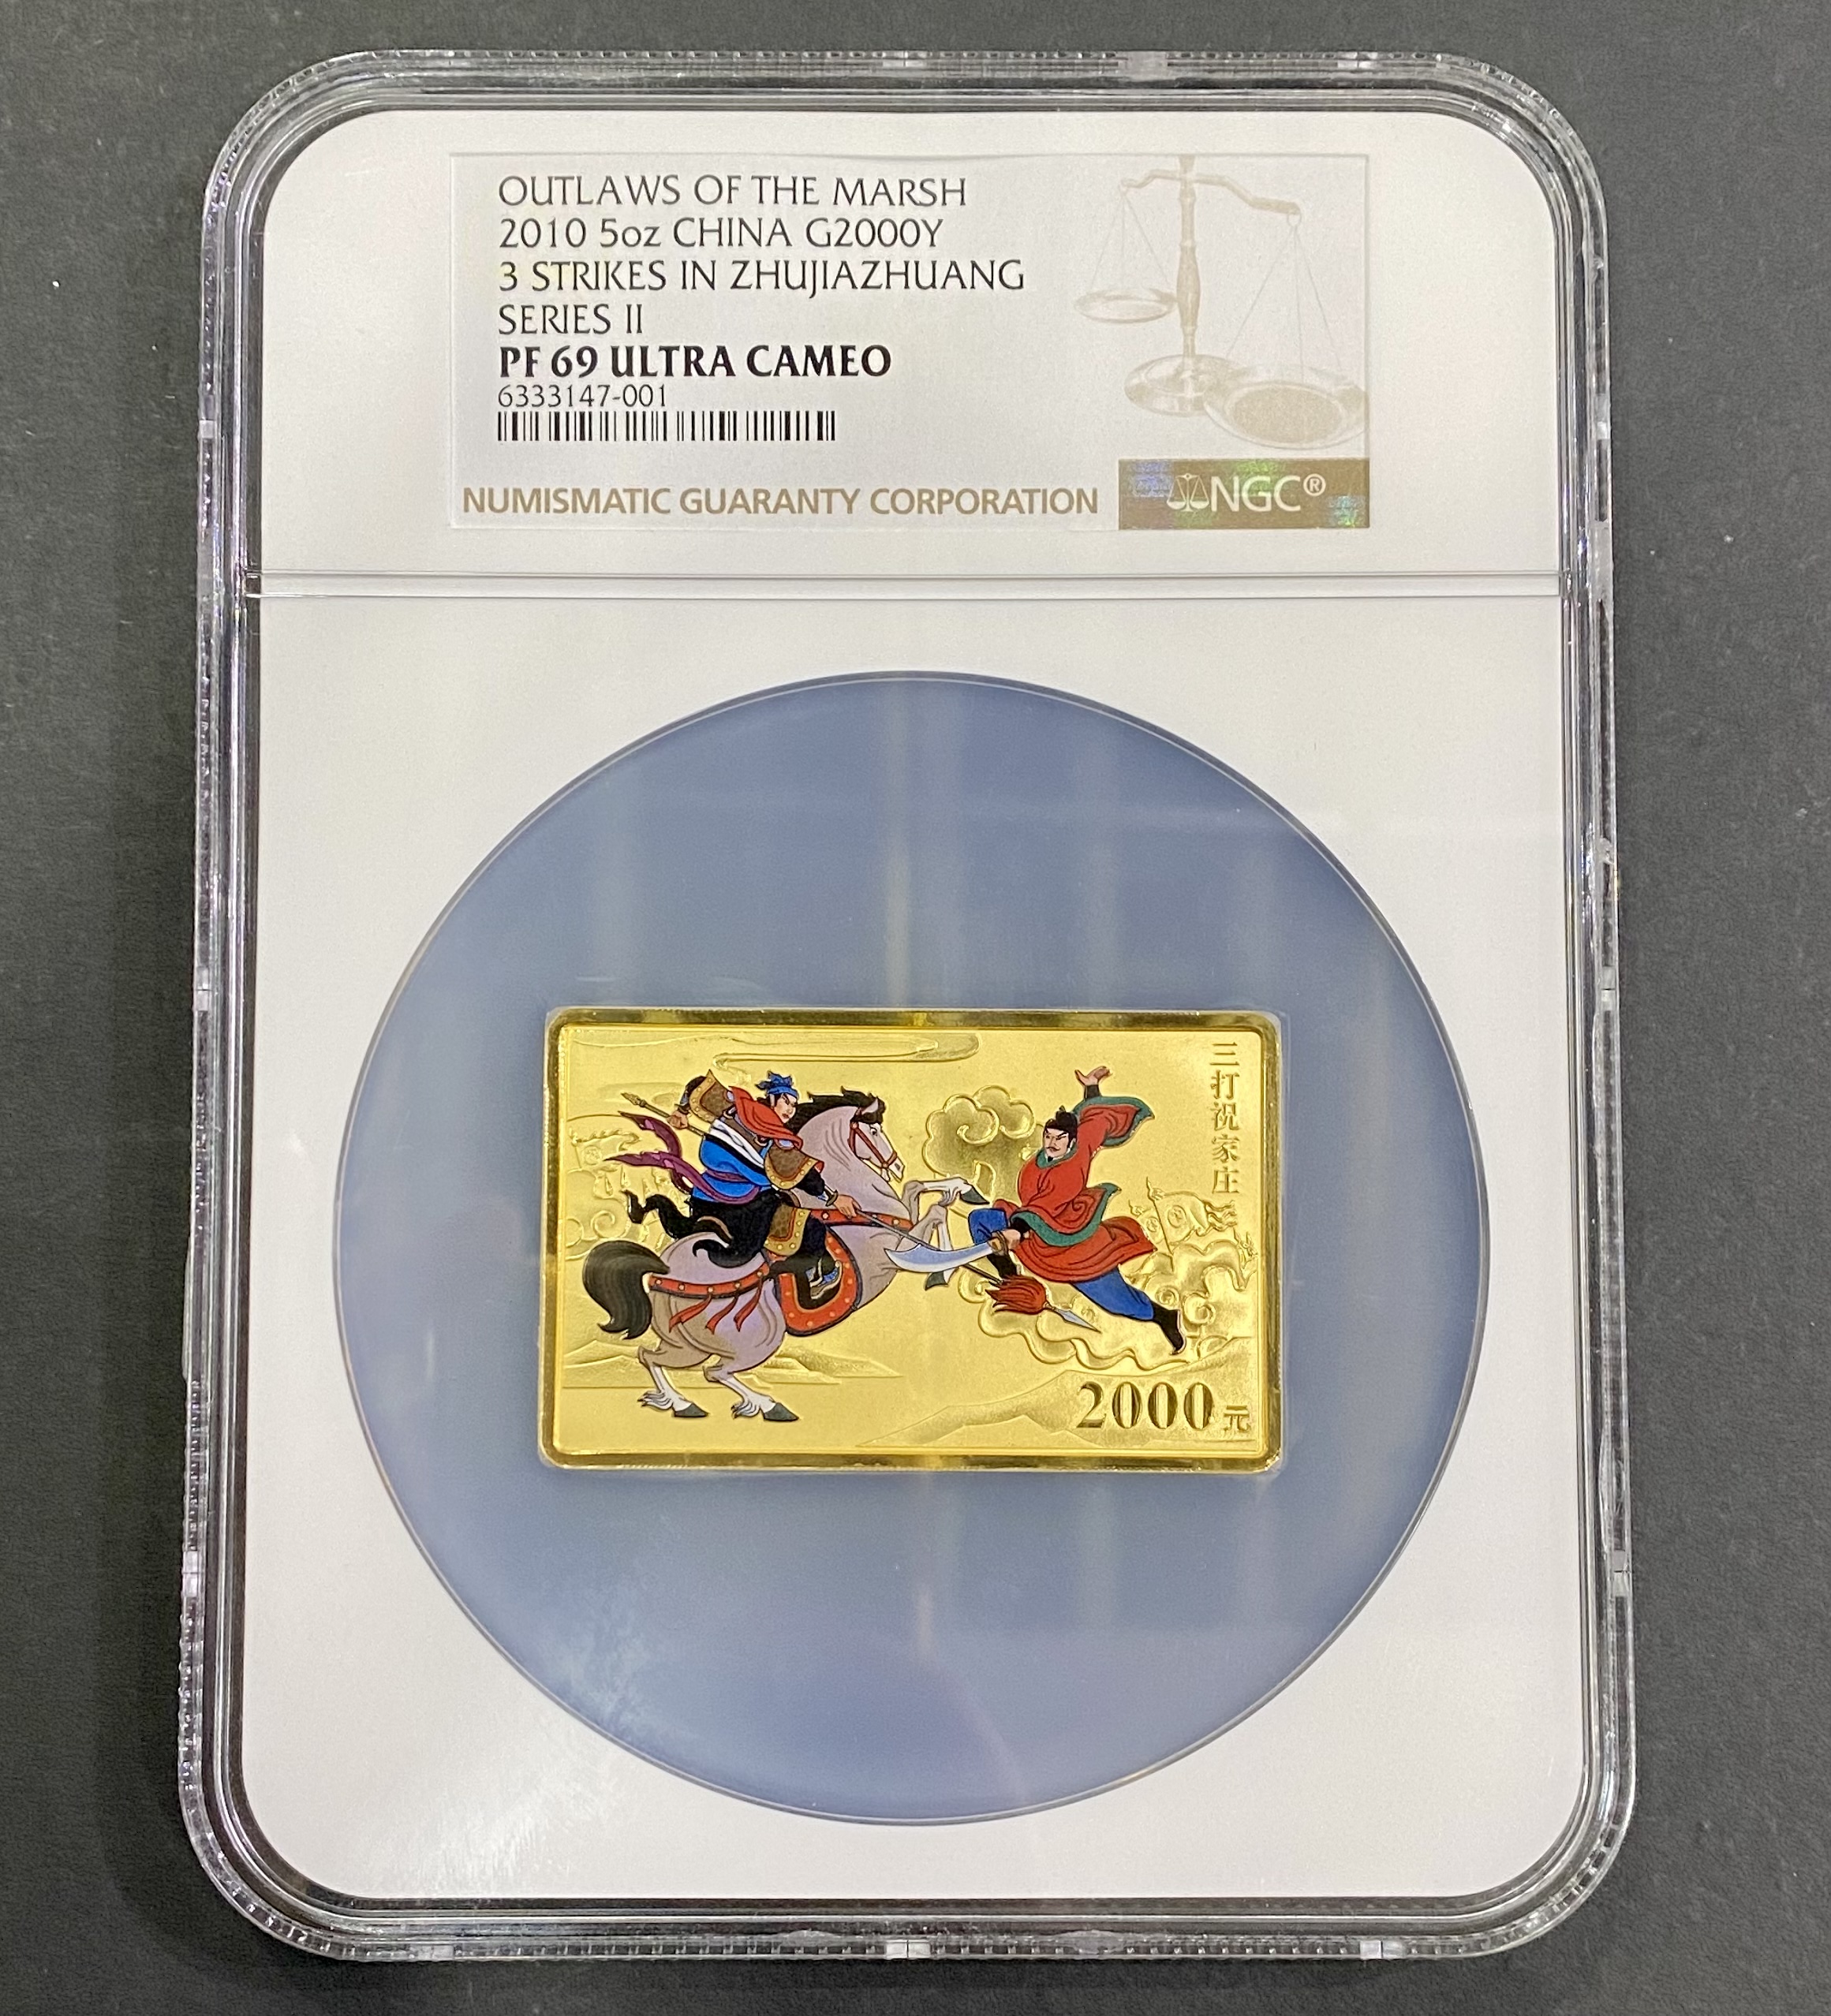 OUTLAWS OF THE MARSH
2010 5oz CHINA G2000Y
3 STRIKES IN ZHUJIAZHUANG
SERIES II
PF 69 ULTRA CAMEO
6333147-001
NUMISMATIC GUARANTY CORPORATION
NGC®
三打祝家庄
2000元